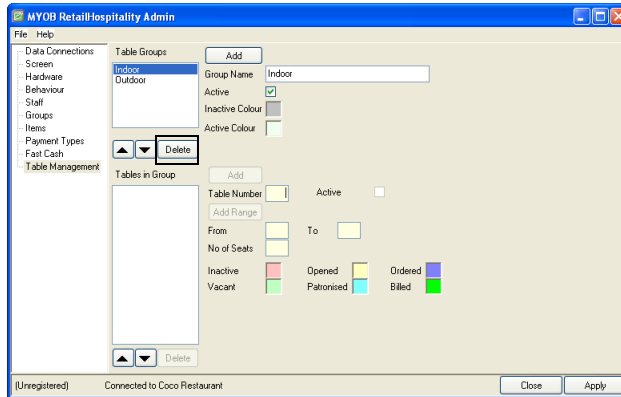 MYOB RetailHospitality Admin
File Help
Data Connections
Screen
Hardware
Behaviour
Staff
Groups
Items
Payment Types
Fast Cash
Table Management
Table Groups
Indoor
Outdoor
Delete
Add
Group Name Indoor
Active
Inactive Colour
Active Colour
Tables in Group
Delete
Add
Table Number Active
Add Range
From To
No of Seats
Inactive Opened Ordered
Vacant Patronised Billed
(Unregistered) Connected to Coco Restaurant Close Apply